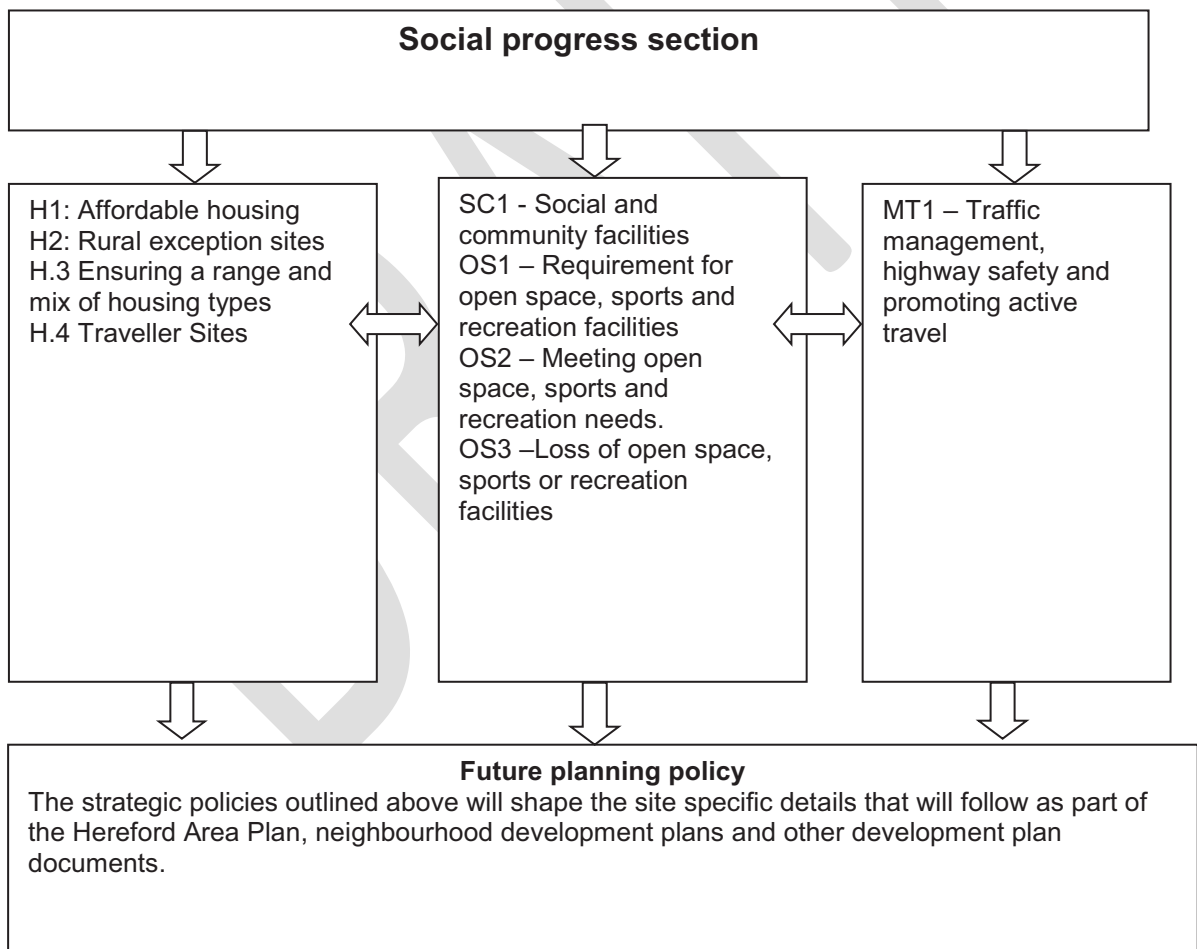 Social progress section
H1: Affordable housing
H2: Rural exception sites
H.3 Ensuring a range and
mix of housing types
H.4 Traveller Sites
SC1 - Social and
community facilities
OS1 – Requirement for
open space, sports and
recreation facilities
OS2 – Meeting open
space, sports and
recreation needs.
OS3 –Loss of open space,
sports or recreation
facilities
MT1 – Traffic
management,
highway safety and
promoting active
travel
Future planning policy
The strategic policies outlined above will shape the site specific details that will follow as part of
the Hereford Area Plan, neighbourhood development plans and other development plan
documents.